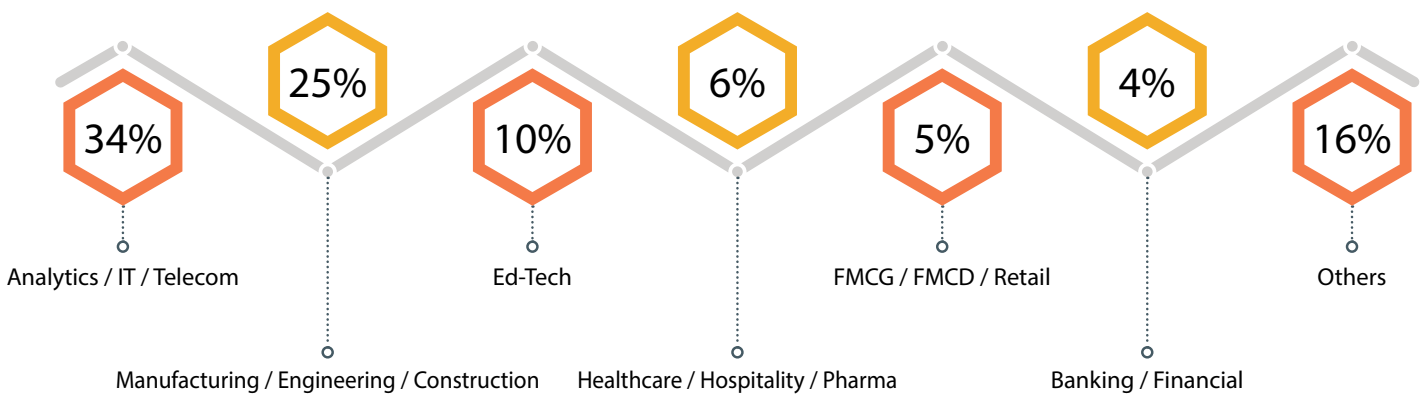 34%
25%
10%
6%
5%
4%
16%
Analytics / IT / Telecom
Ed-Tech
FMCG / FMCD / Retail
Others
Manufacturing / Engineering / Construction
Healthcare / Hospitality / Pharma
Banking / Financial